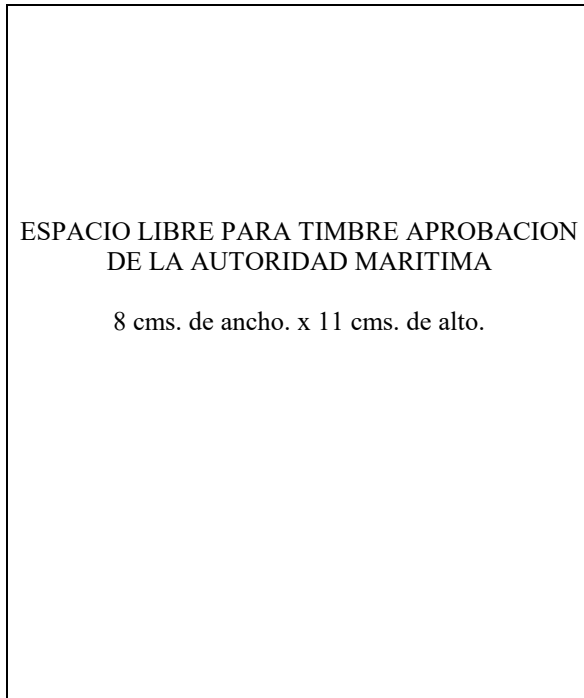 ESPACIO LIBRE PARA TIMBRE APROBACION
DE LA AUTORIDAD MARITIMA
8 cms. de ancho. x 11 cms. de alto.